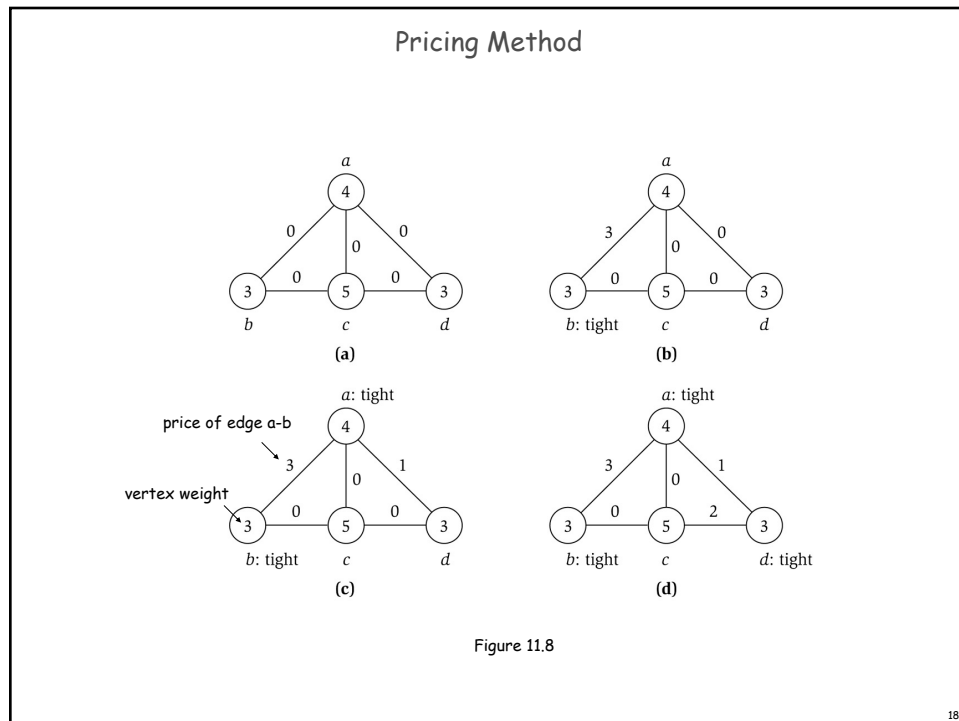 Pricing Method
a
a
4
4
0 0 0
3 0 0
0 0
0 0
3 5 3
3 5 3
b c d
b: tight c d
(a)
(b)
a: tight
a: tight
price of edge a-b
4
4
3 0 1
3 0 1
vertex weight
0 0
0 2
3 5 3
3 5 3
b: tight c d
b: tight c d: tight
(c)
(d)
Figure 11.8
18